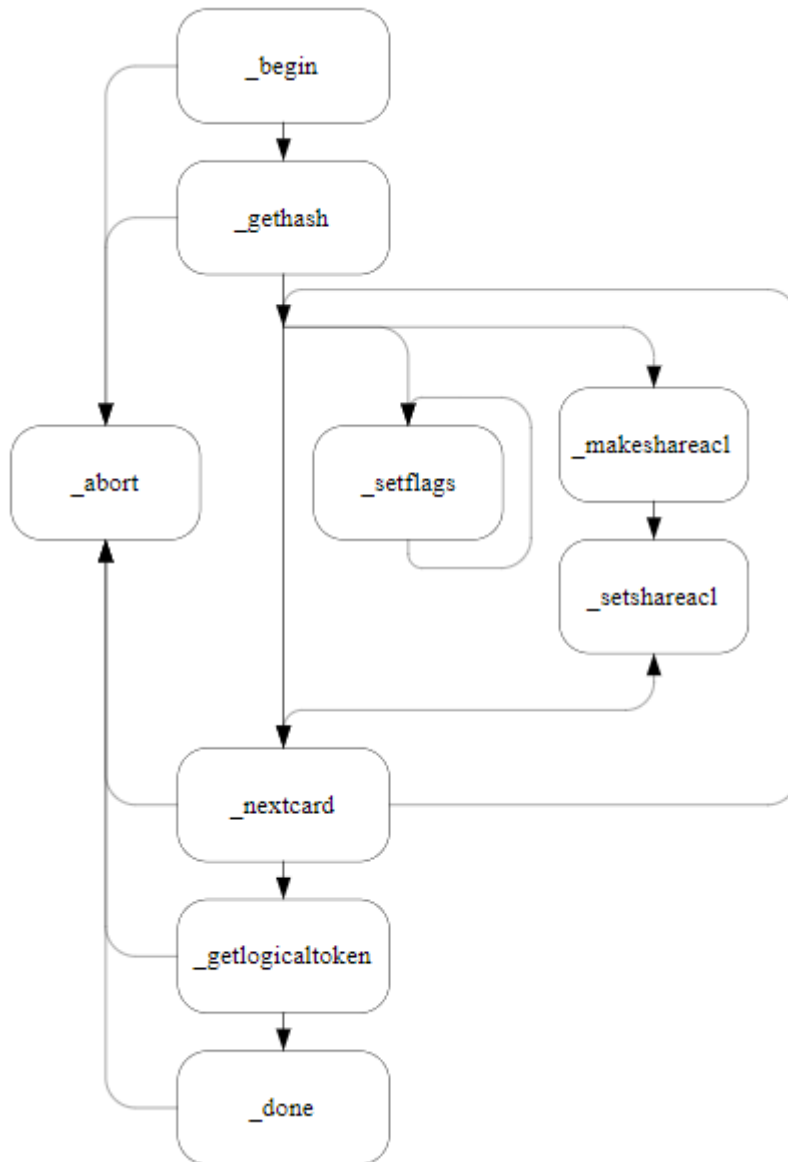 _begin
_gethash
_abort
_setflags
_makeshareacl
_setshareacl
_nextcard
_getlogicaltoken
_done